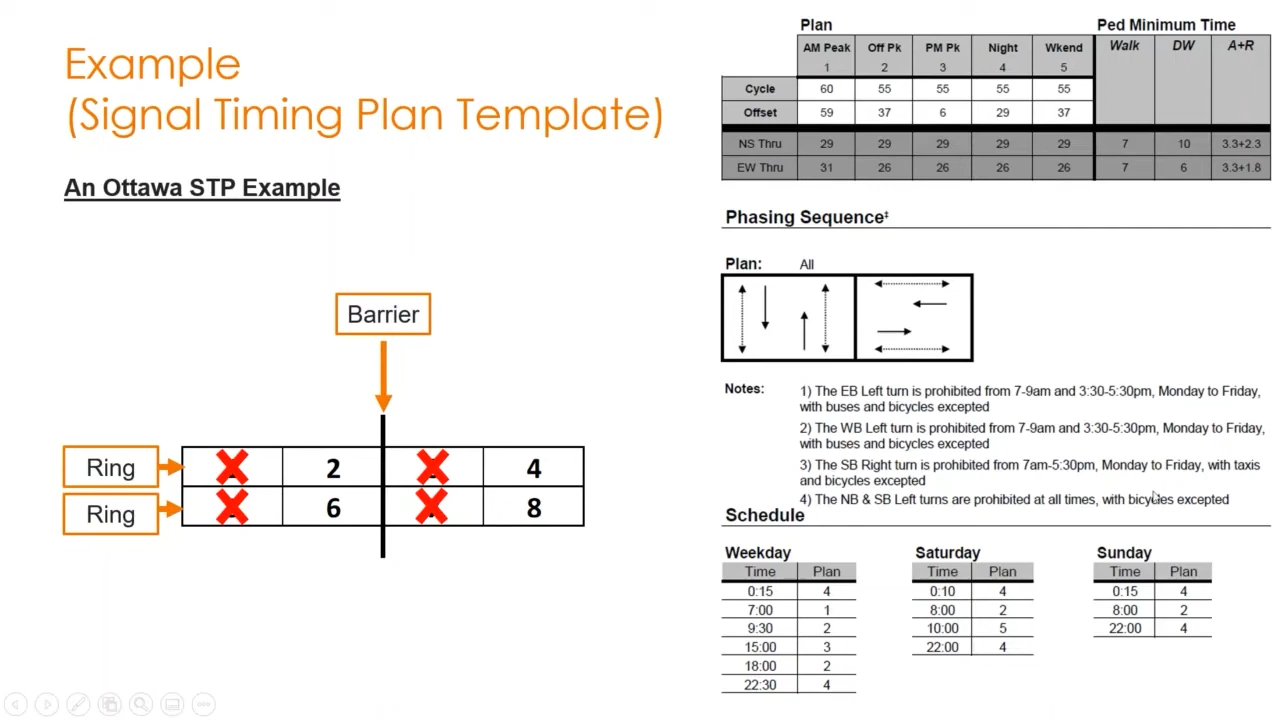 Example
(Signal Timing Plan Template)
An Ottawa STP Example
Barrier
Ring
2 4
Ring
6 8
Plan Ped Minimum Time
AM Peak Off Pk PM Pk Night Wkend Walk DW A+R
1 2 3 4 5
Cycle 60 55 55 55 55
Offset 59 37 6 29 37
NS Thru 29 29 29 29 29 7 10 3.3+2.3
EW Thru 31 26 26 26 26 7 6 3.3+1.8
Phasing Sequence‡
Plan: All
Notes: 1) The EB Left turn is prohibited from 7-9am and 3:30-5:30pm, Monday to Friday,
with buses and bicycles excepted
2) The WB Left turn is prohibited from 7-9am and 3:30-5:30pm, Monday to Friday,
with buses and bicycles excepted
3) The SB Right turn is prohibited from 7am-5:30pm, Monday to Friday, with taxis
and bicycles excepted
4) The NB & SB Left turns are prohibited at all times, with bicycles excepted
Schedule
Weekday Saturday Sunday
Time Plan Time Plan Time Plan
0:15 4 0:10 4 0:15 4
7:00 1 8:00 2 8:00 2
9:30 2 10:00 5 22:00 4
15:00 3 22:00 4
18:00 2
22:30 4